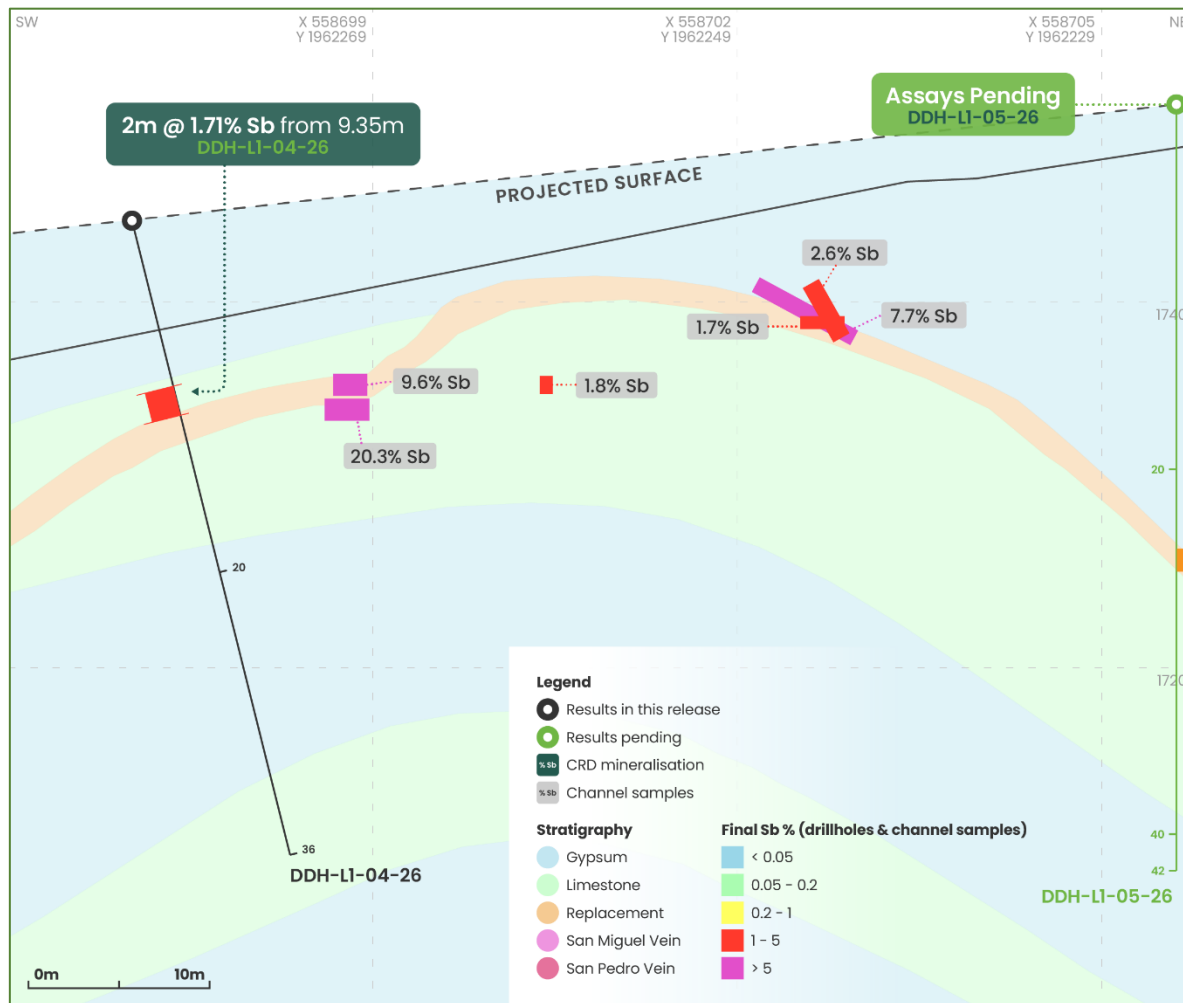 SW
X 558699
Y 1962269
X 558702
Y 1962249
X 558705
Y 1962229
NE
2m @ 1.71% Sb from 9.35m
DDH-L1-04-26
Assays Pending
DDH-L1-05-26
PROJECTED SURFACE
2.6% Sb
1.7% Sb
7.7% Sb
1740
9.6% Sb
1.8% Sb
20.3% Sb
20
20
1720
36
DDH-L1-04-26
40
42
DDH-L1-05-26
Legend
Results in this release
Results pending
% Sb CRD mineralisation
% Sb Channel samples
Stratigraphy
Gypsum
Limestone
Replacement
San Miguel Vein
San Pedro Vein
Final Sb % (drillholes & channel samples)
< 0.05
0.05 - 0.2
0.2 - 1
1 - 5
> 5
0m 10m